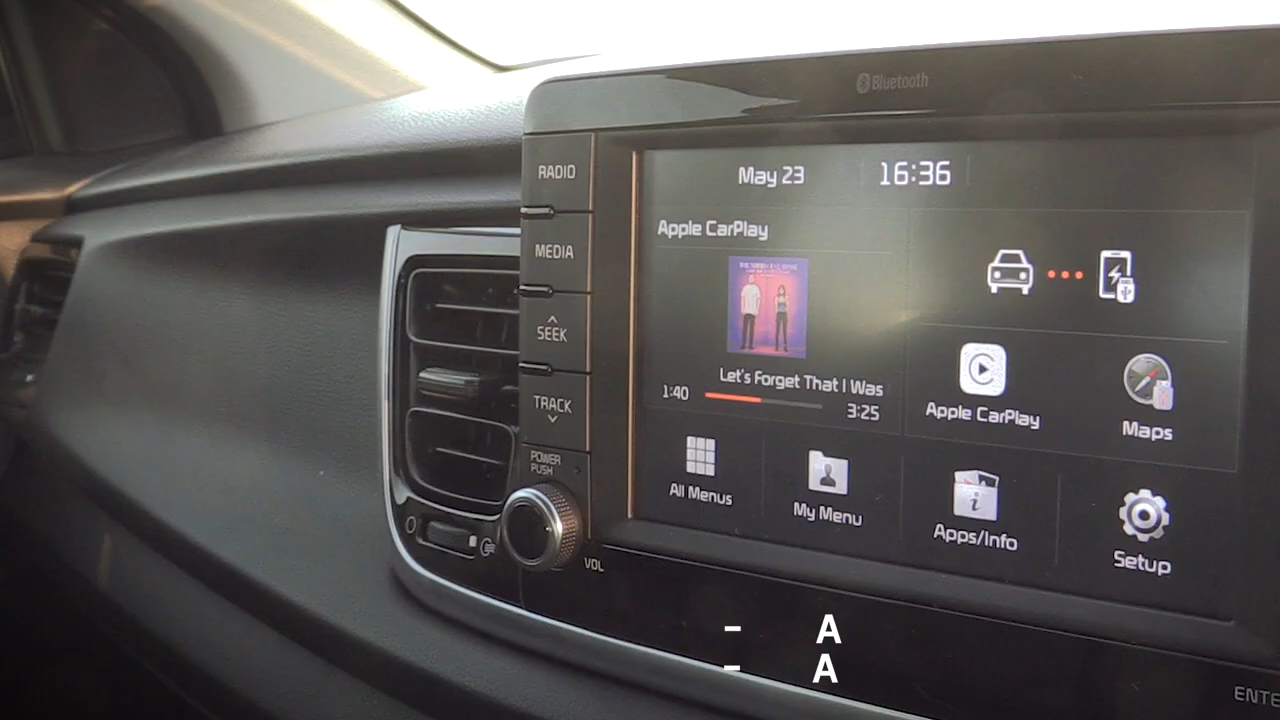 Bluetooth
RADIO
MEDIA
SEEK
TRACK
POWER
PUSH
VOL
May 23 16:36
Apple CarPlay
Let's Forget That I Was
1:40
3:25
Apple CarPlay
Maps
All Menus
My Menu
Apps/Info
Setup
- A
- A
ENTE